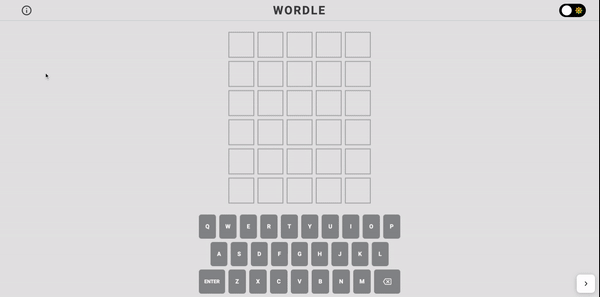 WORDLE
Q W E R T Y U I O P
A S D F G H J K L
ENTER Z X C V B N M